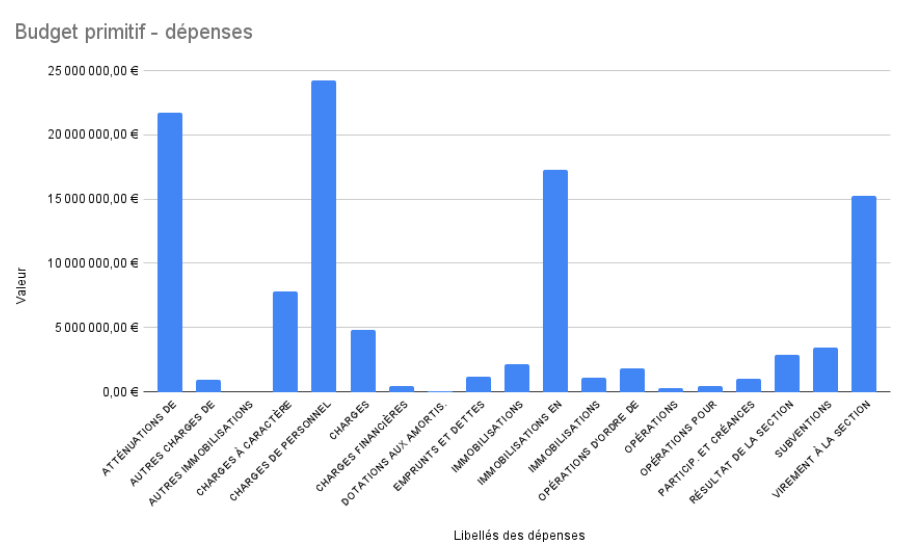 Budget primitif - dépenses
25 000 000,00 €
20 000 000,00 €
15 000 000,00 €
10 000 000,00 €
5 000 000,00 €
0,00 €
Valeur
ATTÉNUATIONS DE
AUTRES CHARGES DE
AUTRES IMMOBILISATIONS
CHARGES À CARACTÈRE
CHARGES DE PERSONNEL
CHARGES
CHARGES FINANCIÈRES
DOTATIONS AUX AMORTIS.
EMPRUNTS ET DETTES
IMMOBILISATIONS
IMMOBILISATIONS EN
IMMOBILISATIONS
OPÉRATIONS D'ORDRE DE
OPÉRATIONS
OPÉRATIONS POUR
PARTICIP. ET CRÉANCES
RÉSULTAT DE LA SECTION
SUBVENTIONS
VIREMENT À LA SECTION
Libellés des dépenses